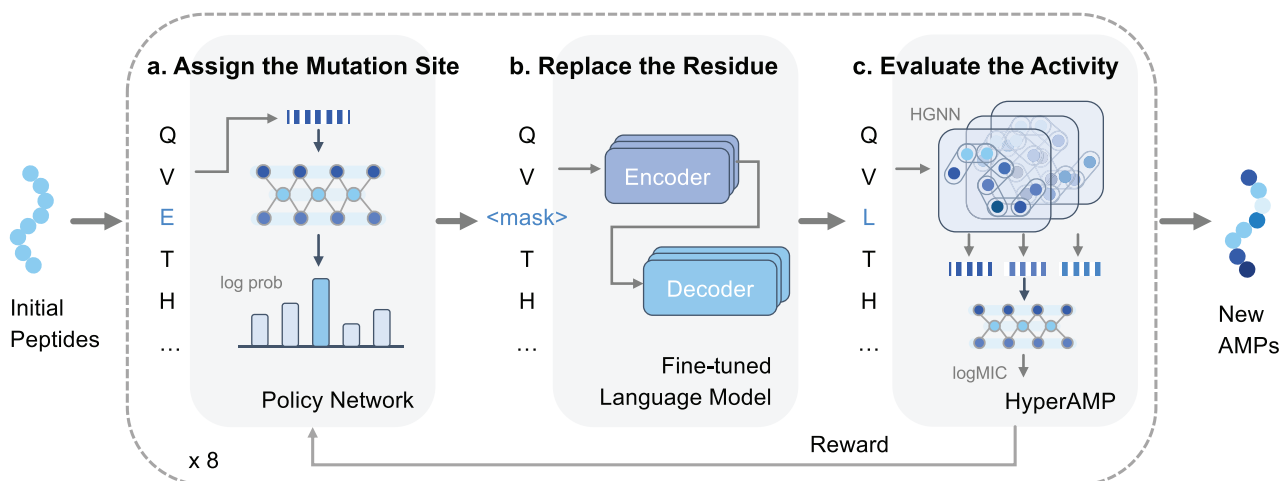 a. Assign the Mutation Site
b. Replace the Residue
c. Evaluate the Activity
Initial
Peptides
Q
V
E
T
H
...
log prob
Policy Network
x 8
Q
V
<mask>
T
H
...
Encoder
Decoder
Fine-tuned
Language Model
Q
V
L
T
H
...
HGNN
logMIC
HyperAMP
Reward
New
AMPs